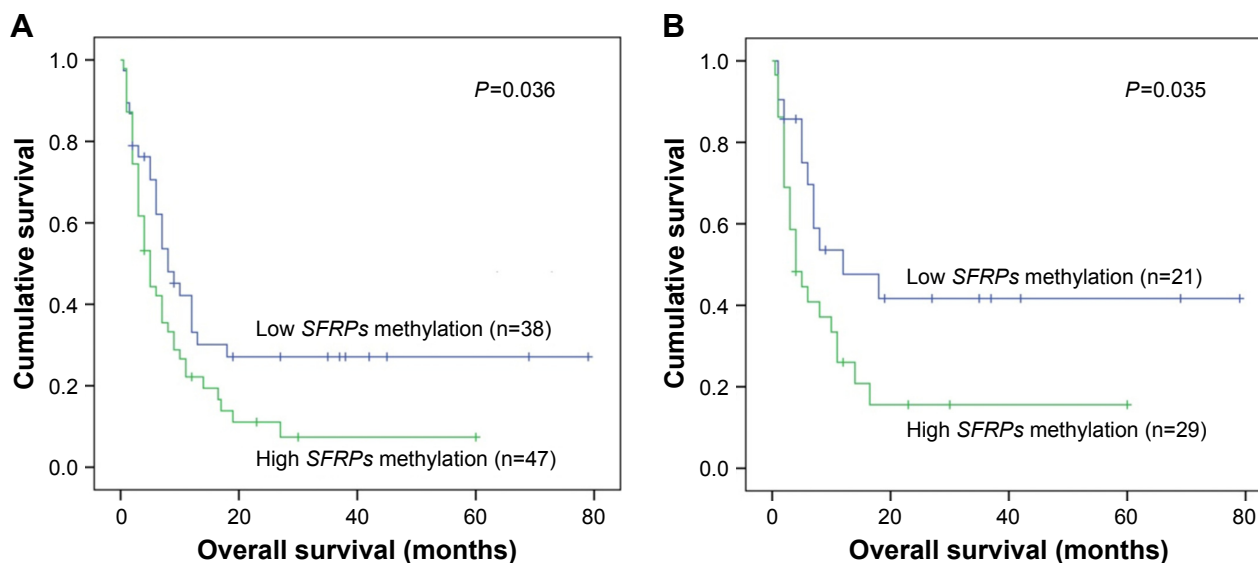 A
1.0
0.8
0.6
0.4
0.2
0.0
Cumulative survival
P=0.036
Low SFRPs methylation (n=38)
High SFRPs methylation (n=47)
0 20 40 60 80
Overall survival (months)
B
1.0
0.8
0.6
0.4
0.2
0.0
Cumulative survival
P=0.035
Low SFRPs methylation (n=21)
High SFRPs methylation (n=29)
0 20 40 60 80
Overall survival (months)